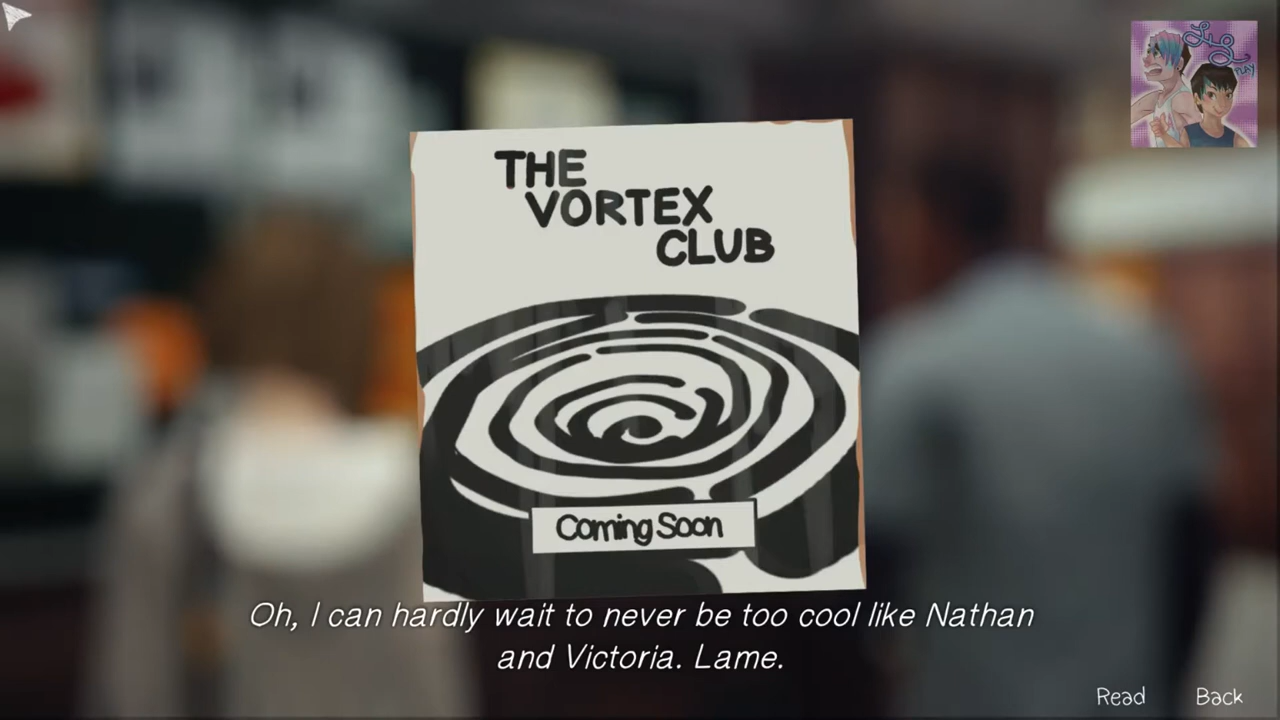 THE
VORTEX
CLUB
Coming Soon
Oh, I can hardly wait to never be too cool like Nathan
and Victoria. Lame.
Read Back